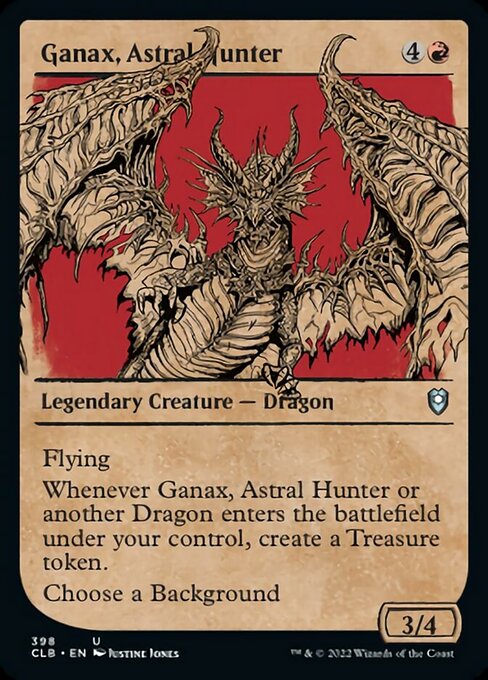 Ganax, Astral Hunter 4
Legendary Creature — Dragon
Flying
Whenever Ganax, Astral Hunter or
another Dragon enters the battlefield
under your control, create a Treasure
token.
Choose a Background
3/4
398 U
CLB • EN Justine Jones
™ & © 2022 Wizards of the Coast